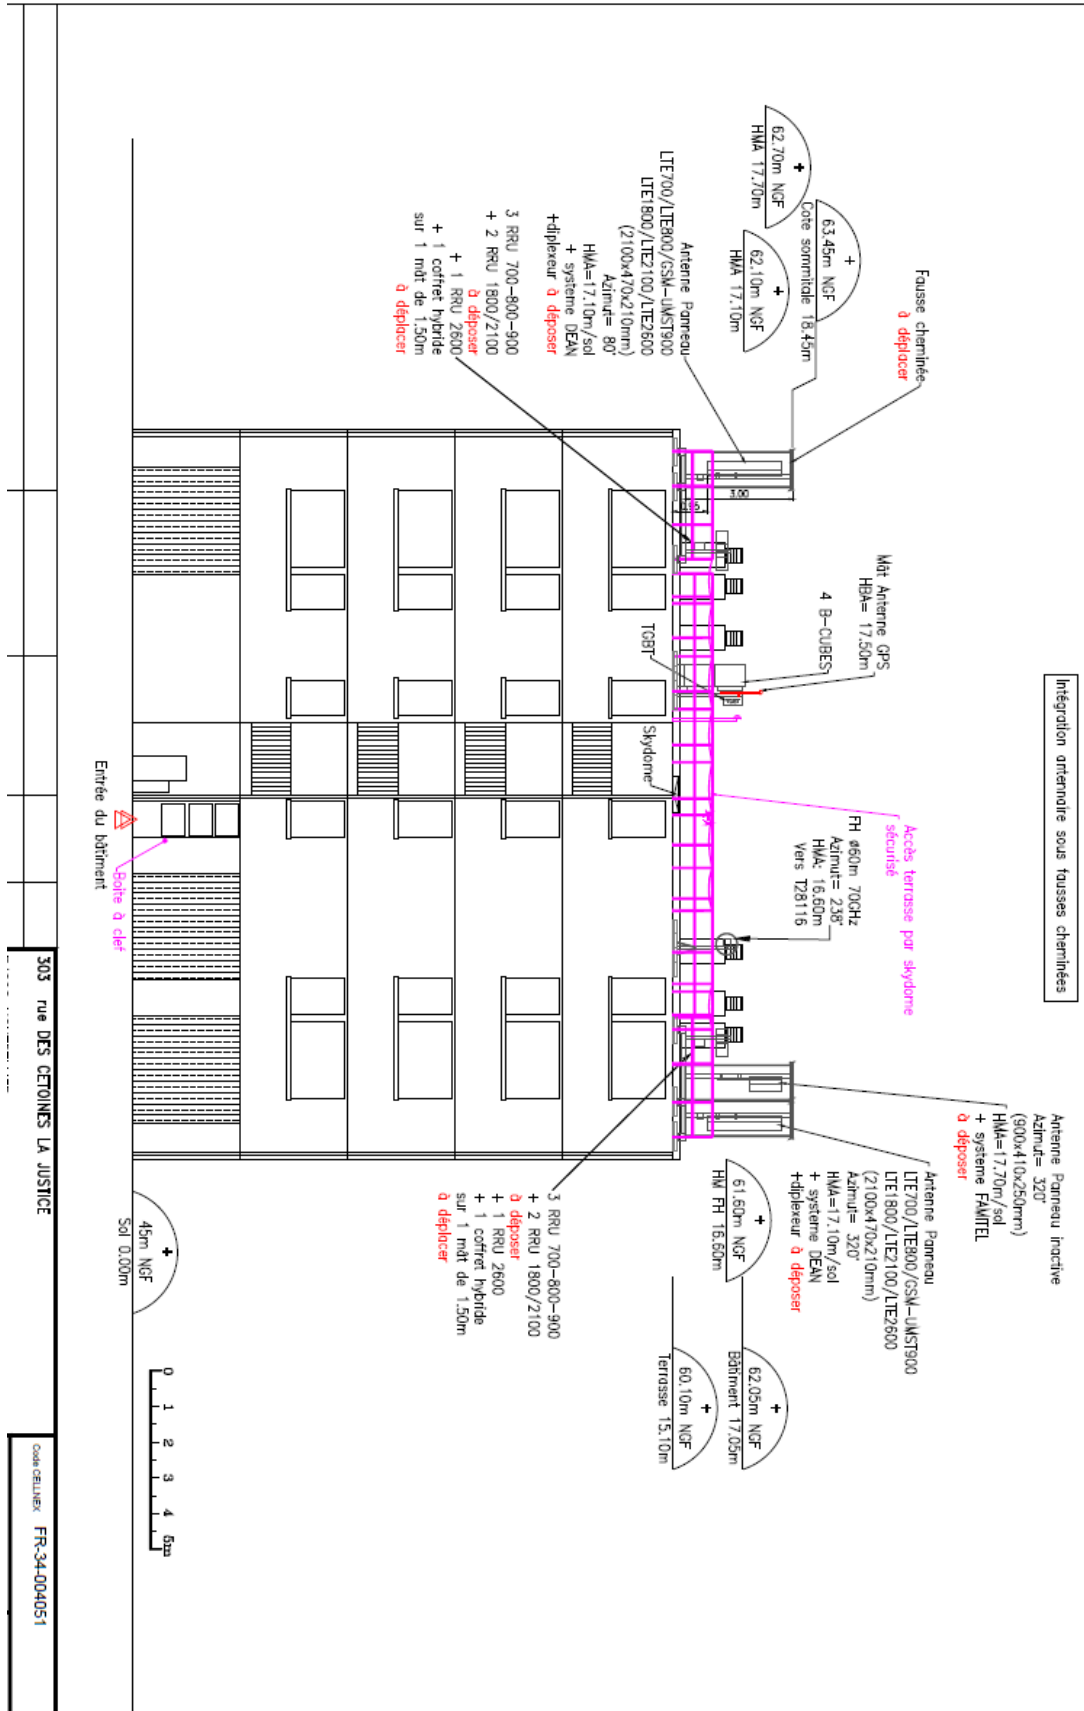 Intégration antennaire sous fausses cheminées
Fausse cheminée
à déplacer
63.45m NGF
Cote sommitale 18.45m
62.70m NGF
HMA 17.70m
62.10m NGF
HMA 17.10m
Antenne Panneau
LTE700/LTE800/GSM-UMST900
LTE1800/LTE2100/LTE2600
(2100x470x210mm)
Azimut= 80°
HMA=17.10m/sol
+ systeme DEAN
+diplexeur à déposer
3 RRU 700-800-900
+ 2 RRU 1800/2100
à déposer
+ 1 RRU 2600
+ 1 coffret hybride
sur 1 mât de 1.50m
à déplacer
3.00
Mât Antenne GPS
HBA= 17.50m
4 B-CUBES
TGBT
Skydome
Accès terrasse par skydome
sécurisé
FH ø60m 70GHz
Azimut= 238°
HMA: 16.60m
Vers T28116
Antenne Panneau inactive
Azimut= 320°
(900x410x250mm)
HMA=17.70m/sol
+ systeme FAMITEL
à déposer
Antenne Panneau
LTE700/LTE800/GSM-UMST900
LTE1800/LTE2100/LTE2600
(2100x470x210mm)
Azimut= 320°
HMA=17.10m/sol
+ systeme DEAN
+diplexeur à déposer
61.60m NGF
HM FH 16.60m
62.05m NGF
Bâtiment 17.05m
60.10m NGF
Terrasse 15.10m
3 RRU 700-800-900
+ 2 RRU 1800/2100
à déposer
+ 1 RRU 2600
+ 1 coffret hybride
sur 1 mât de 1.50m
à déplacer
Entrée du bâtiment
Boite à clef
45m NGF
Sol 0.00m
0 1 2 3 4 5m
303 rue DES CETOINES LA JUSTICE
Code CELLNEX FR-34-004051